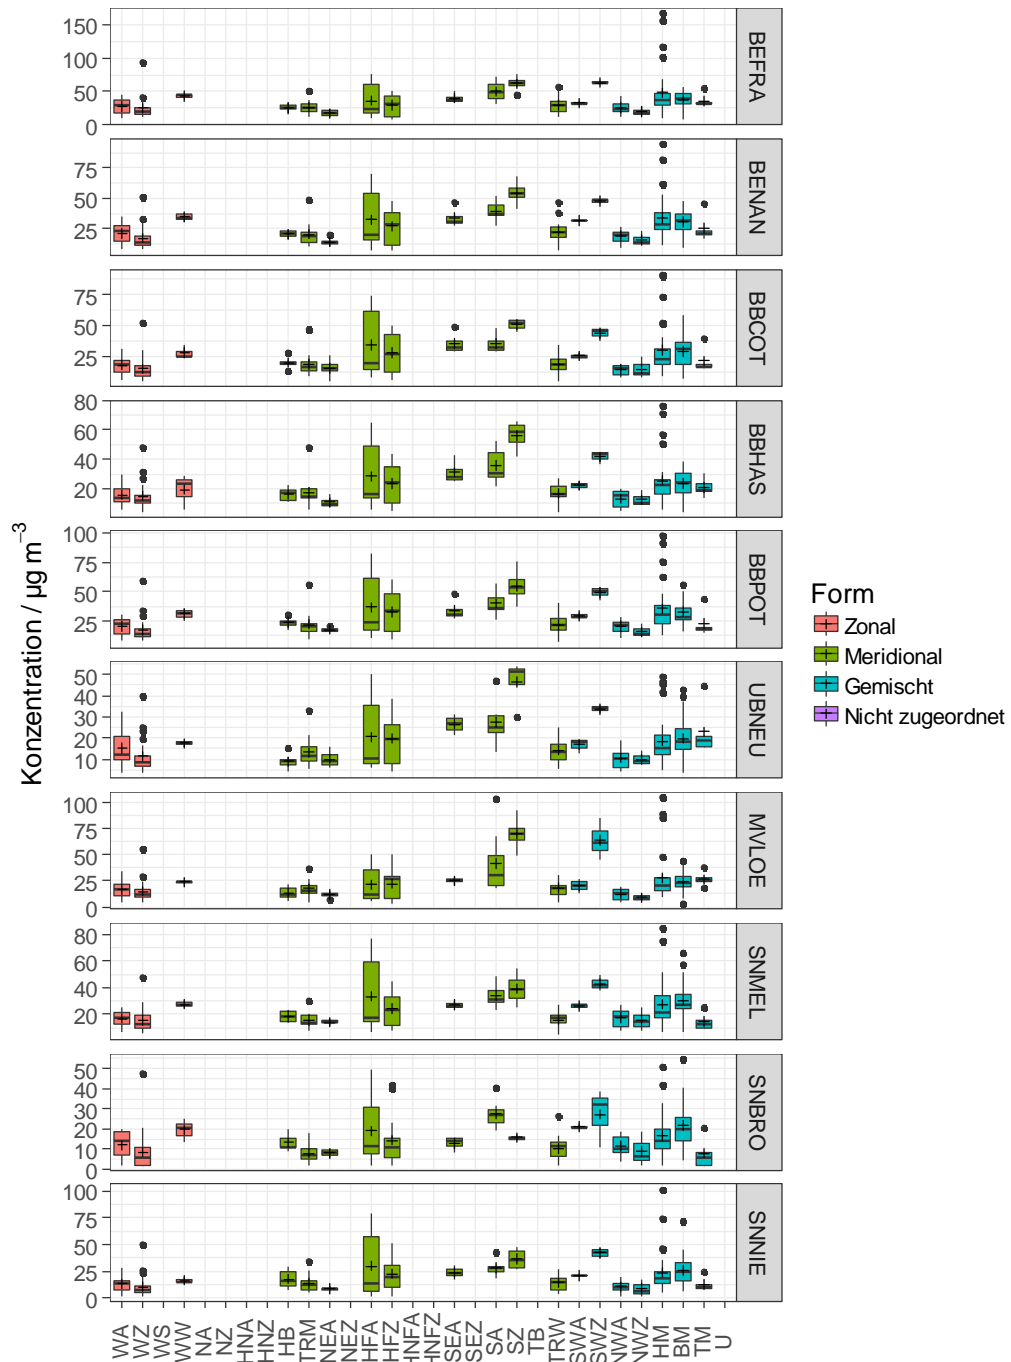 Konzentration / µg m⁻³
150
100
50
0
BEFRA
75
50
25
BENAN
75
50
25
BBCOT
80
60
40
20
BBHAS
100
75
50
25
BBPOT
50
40
30
20
10
UBNEU
100
75
50
25
0
MVLOE
80
60
40
20
SNMEL
50
40
30
20
10
0
SNBRO
100
75
50
25
0
SNNIE
WA
WZ
WS
WW
NA
NZ
HNA
HNZ
HB
TRM
NEA
NEZ
HFA
HFZ
HNFA
HNFZ
SEA
SEZ
SA
SZ
TB
TRW
SWA
SWZ
NWA
NWZ
HM
BM
TM
U
Form
Zonal
Meridional
Gemischt
Nicht zugeordnet